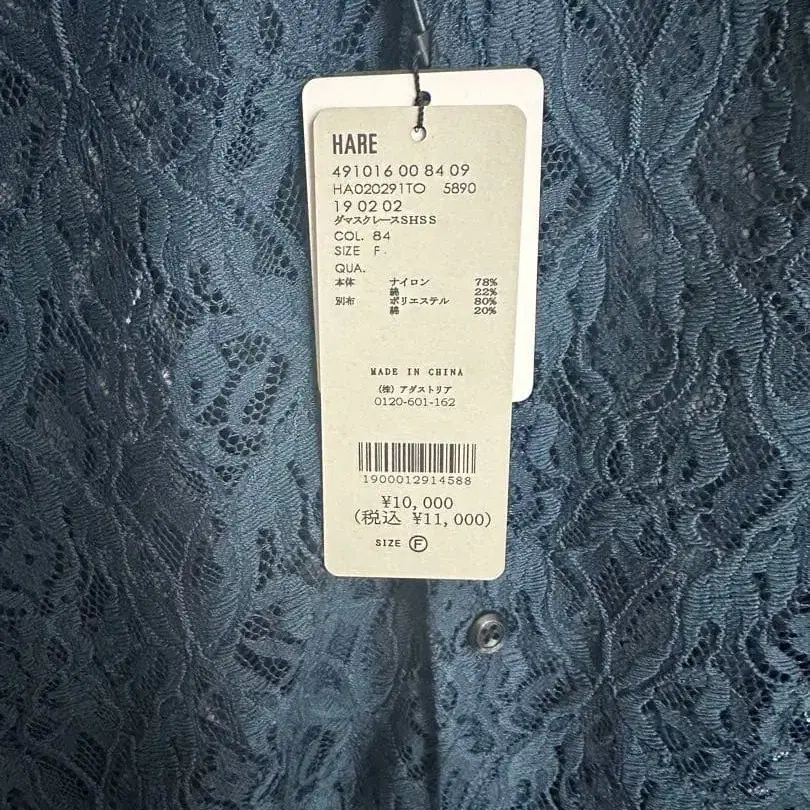 HARE
491016 00 84 09
HA020291TO 5890
19 02 02
ダマスクレースSHSS
COL. 84
SIZE F.
QUA.
本体 ナイロン 78%
綿 22%
別布 ポリエステル 80%
綿 20%
MADE IN CHINA
(株) アダストリア
0120-601-162
1900012914588
¥10,000
(税込 ¥11,000)
SIZE F